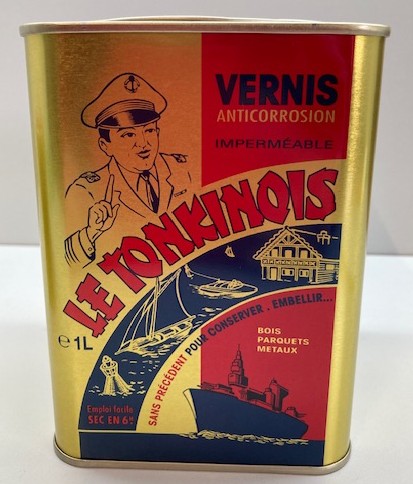 VERNIS
ANTICORROSION
IMPERMÉABLE
LE TONKINOIS
℮ 1L
SANS PRÉCÉDENT POUR CONSERVER, EMBELLIR...
BOIS
PARQUETS
METAUX
Emploi facile
SEC EN 6H